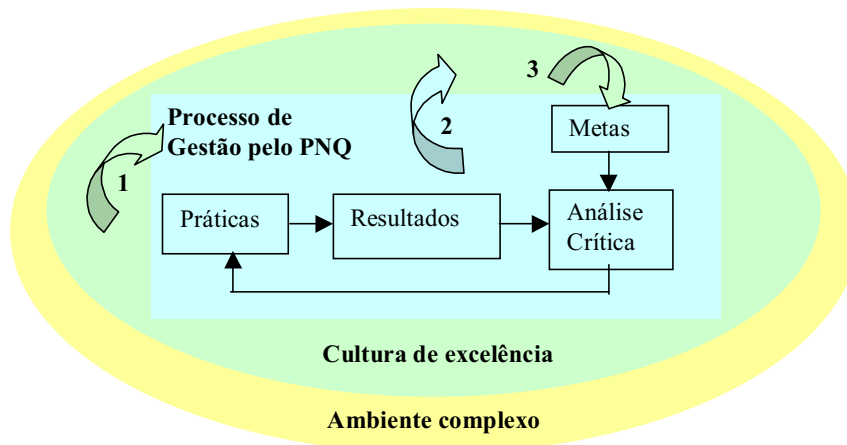 3
Processo de
Gestão pelo PNQ
2
Metas
1
Práticas
Resultados
Análise
Crítica
Cultura de excelência
Ambiente complexo